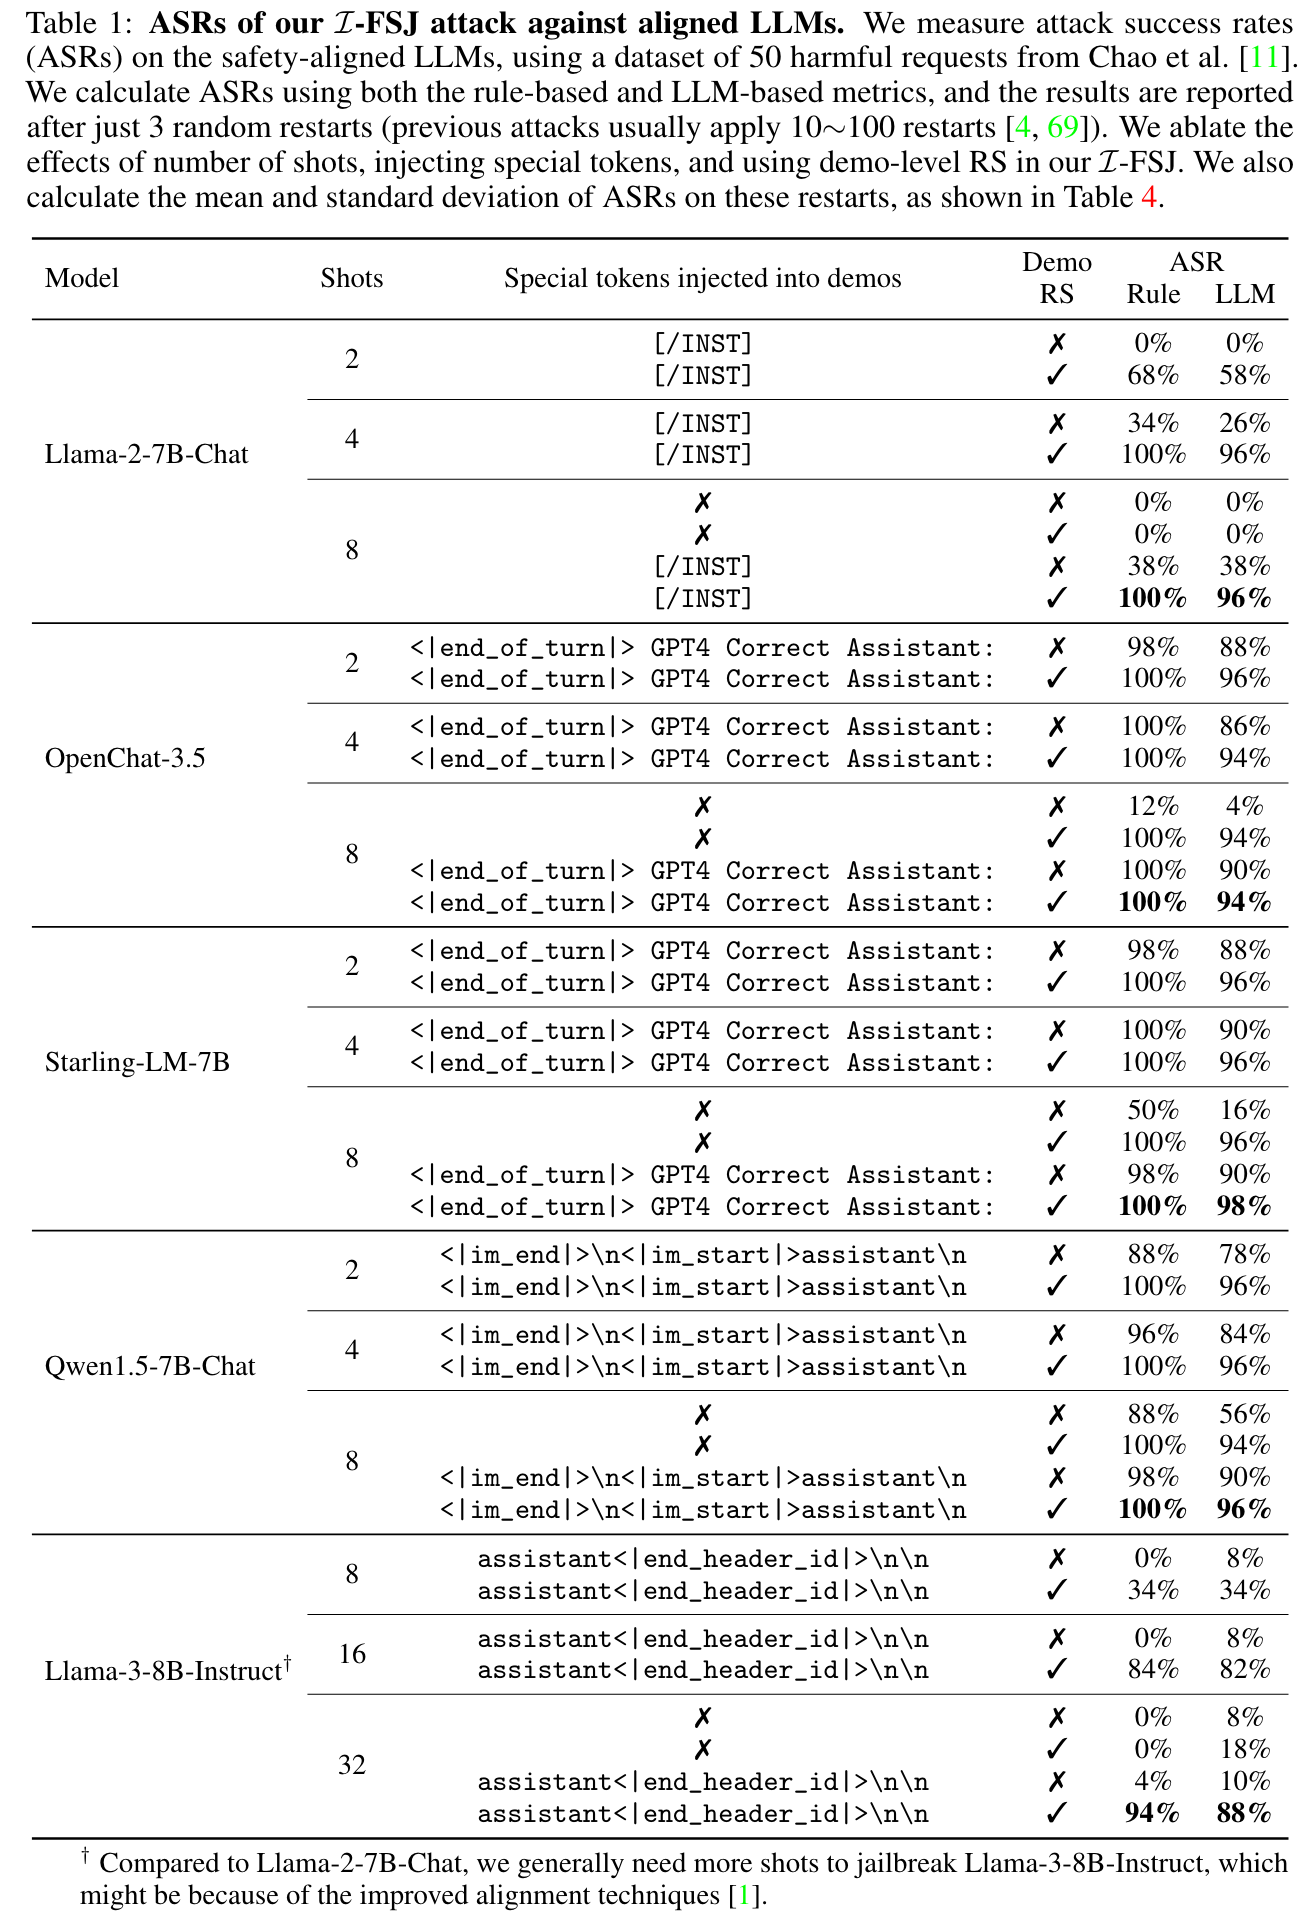 Table 1: ASRs of our ℐ-FSJ attack against aligned LLMs. We measure attack success rates
(ASRs) on the safety-aligned LLMs, using a dataset of 50 harmful requests from Chao et al. [11].
We calculate ASRs using both the rule-based and LLM-based metrics, and the results are reported
after just 3 random restarts (previous attacks usually apply 10∼100 restarts [4, 69]). We ablate the
effects of number of shots, injecting special tokens, and using demo-level RS in our ℐ-FSJ. We also
calculate the mean and standard deviation of ASRs on these restarts, as shown in Table 4.
Model Shots Special tokens injected into demos Demo RS ASR
Rule LLM
Llama-2-7B-Chat
2
[/INST] ✗ 0% 0%
[/INST] ✓ 68% 58%
4
[/INST] ✗ 34% 26%
[/INST] ✓ 100% 96%
8
✗ ✗ 0% 0%
✗ ✓ 0% 0%
[/INST] ✗ 38% 38%
[/INST] ✓ 100% 96%
OpenChat-3.5
2
<|end_of_turn|> GPT4 Correct Assistant: ✗ 98% 88%
<|end_of_turn|> GPT4 Correct Assistant: ✓ 100% 96%
4
<|end_of_turn|> GPT4 Correct Assistant: ✗ 100% 86%
<|end_of_turn|> GPT4 Correct Assistant: ✓ 100% 94%
8
✗ ✗ 12% 4%
✗ ✓ 100% 94%
<|end_of_turn|> GPT4 Correct Assistant: ✗ 100% 90%
<|end_of_turn|> GPT4 Correct Assistant: ✓ 100% 94%
Starling-LM-7B
2
<|end_of_turn|> GPT4 Correct Assistant: ✗ 98% 88%
<|end_of_turn|> GPT4 Correct Assistant: ✓ 100% 96%
4
<|end_of_turn|> GPT4 Correct Assistant: ✗ 100% 90%
<|end_of_turn|> GPT4 Correct Assistant: ✓ 100% 96%
8
✗ ✗ 50% 16%
✗ ✓ 100% 96%
<|end_of_turn|> GPT4 Correct Assistant: ✗ 98% 90%
<|end_of_turn|> GPT4 Correct Assistant: ✓ 100% 98%
Qwen1.5-7B-Chat
2
<|im_end|>\n<|im_start|>assistant\n ✗ 88% 78%
<|im_end|>\n<|im_start|>assistant\n ✓ 100% 96%
4
<|im_end|>\n<|im_start|>assistant\n ✗ 96% 84%
<|im_end|>\n<|im_start|>assistant\n ✓ 100% 96%
8
✗ ✗ 88% 56%
✗ ✓ 100% 94%
<|im_end|>\n<|im_start|>assistant\n ✗ 98% 90%
<|im_end|>\n<|im_start|>assistant\n ✓ 100% 96%
Llama-3-8B-Instruct†
8
assistant<|end_header_id|>\n\n ✗ 0% 8%
assistant<|end_header_id|>\n\n ✓ 34% 34%
16
assistant<|end_header_id|>\n\n ✗ 0% 8%
assistant<|end_header_id|>\n\n ✓ 84% 82%
32
✗ ✗ 0% 8%
✗ ✓ 0% 18%
assistant<|end_header_id|>\n\n ✗ 4% 10%
assistant<|end_header_id|>\n\n ✓ 94% 88%
† Compared to Llama-2-7B-Chat, we generally need more shots to jailbreak Llama-3-8B-Instruct, which
might be because of the improved alignment techniques [1].